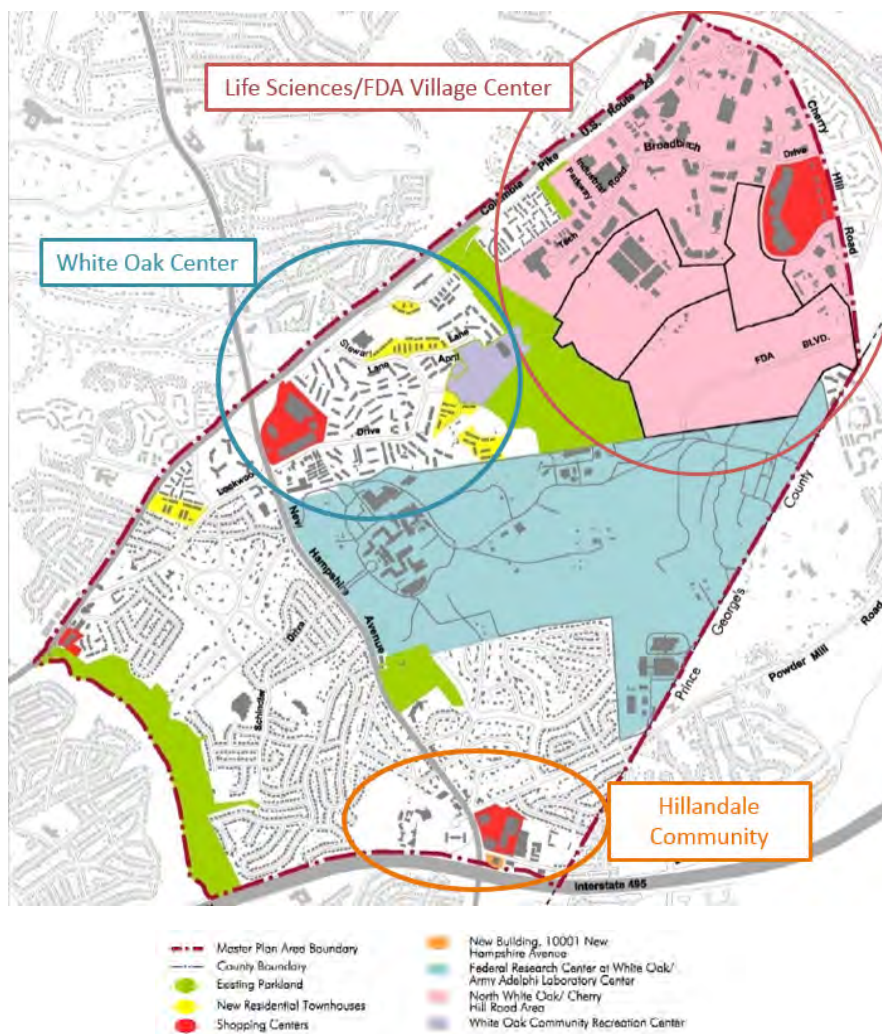 Life Sciences/FDA Village Center
U.S. Route 29
Columbia Pike
Cherry Hill Road
Broadbirch Drive
Industrial
Parkway
Tech Road
White Oak Center
Stewart Lane
April Lane
FDA BLVD.
Lockwood Drive
New Hampshire Avenue
Prince George's County
Powder Mill Road
Schindler Drive
Hillandale
Community
Interstate 495
Master Plan Area Boundary
County Boundary
Existing Parkland
New Residential Townhouses
Shopping Centers
New Building, 10001 New
Hampshire Avenue
Federal Research Center at White Oak/
Army Adelphi Laboratory Center
North White Oak/ Cherry
Hill Road Area
White Oak Community Recreation Center